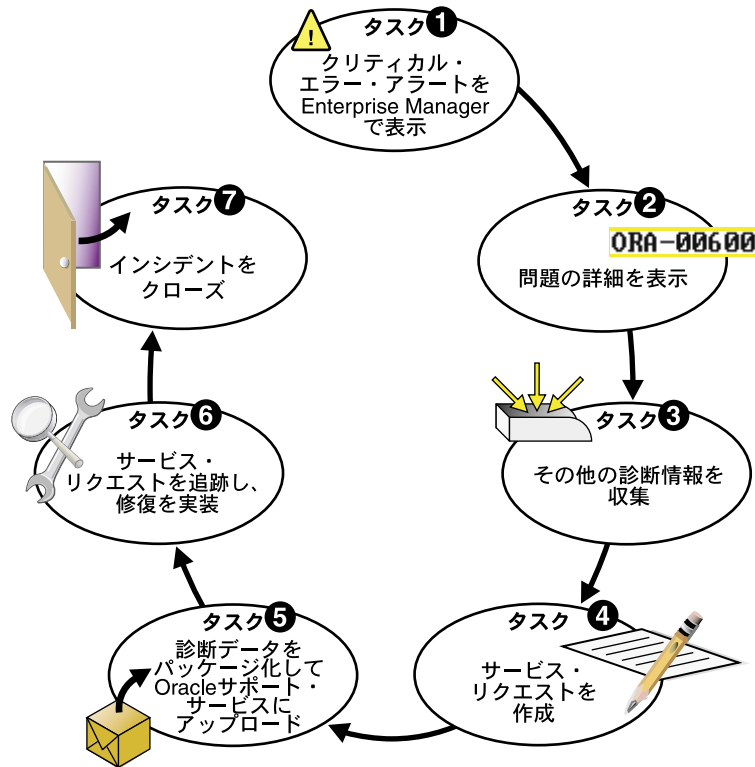 タスク1
!
クリティカル・
エラー・アラートを
Enterprise Manager
で表示
タスク2
ORA-00600
問題の詳細を表示
タスク3
その他の診断情報を
収集
タスク4
サービス・
リクエストを
作成
タスク5
診断データを
パッケージ化して
Oracleサポート・
サービスに
アップロード
タスク6
サービス・
リクエストを追跡し、
修復を実装
タスク7
インシデントを
クローズ